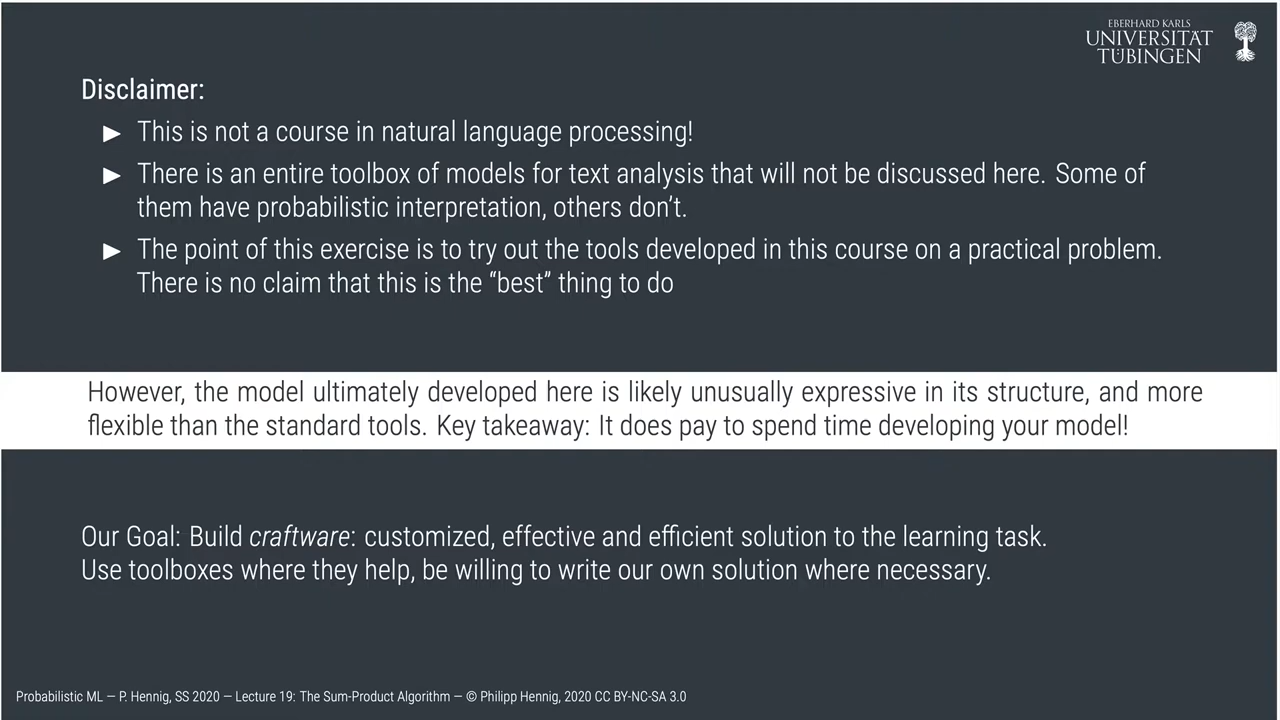 EBERHARD KARLS
UNIVERSITÄT
TÜBINGEN
Disclaimer:
► This is not a course in natural language processing!
► There is an entire toolbox of models for text analysis that will not be discussed here. Some of
them have probabilistic interpretation, others don’t.
► The point of this exercise is to try out the tools developed in this course on a practical problem.
There is no claim that this is the “best” thing to do
However, the model ultimately developed here is likely unusually expressive in its structure, and more
flexible than the standard tools. Key takeaway: It does pay to spend time developing your model!
Our Goal: Build craftware: customized, effective and efficient solution to the learning task.
Use toolboxes where they help, be willing to write our own solution where necessary.
Probabilistic ML — P. Hennig, SS 2020 — Lecture 19: The Sum-Product Algorithm — © Philipp Hennig, 2020 CC BY-NC-SA 3.0